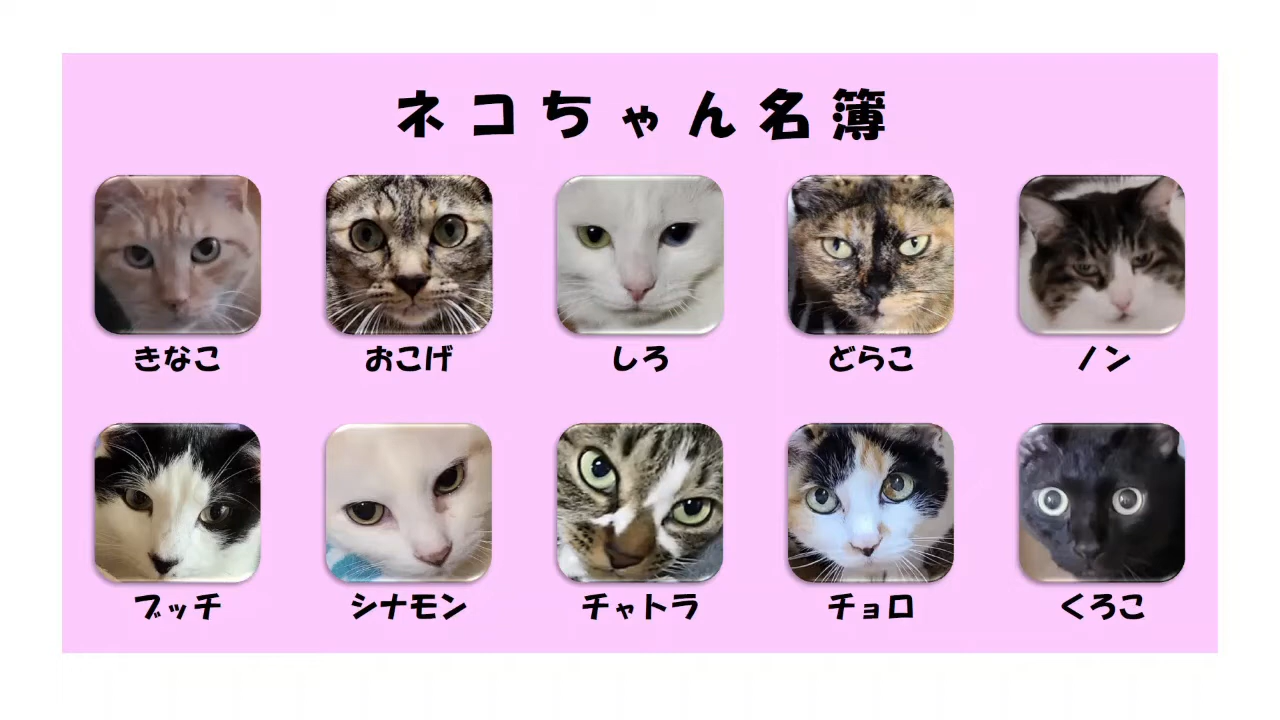 ネコちゃん名簿
きなこ
おこげ
しろ
どらこ
ノン
ブッチ
シナモン
チャトラ
チョロ
くろこ